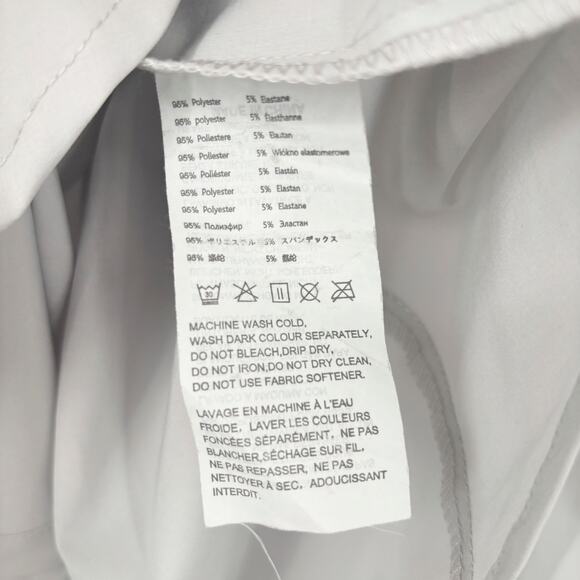 95% Polyester 5% Elastane
95% polyester 5% Élasthanne
95% Poliestere 5% Elautan
95% Poliester 5% Włókno elastomerowe
95% Poliéster 5% Elastán
95% Polyester 5% Elastan
95% Polyester 5% Elastane
95% Полиэфир 5% Эластан
95% ポリエステル 5% スパンデックス
95% 5%
30
MACHINE WASH COLD,
WASH DARK COLOUR SEPARATELY,
DO NOT BLEACH,DRIP DRY,
DO NOT IRON,DO NOT DRY CLEAN,
DO NOT USE FABRIC SOFTENER.
LAVAGE EN MACHINE À L'EAU
FROIDE, LAVER LES COULEURS
FONCÉES SÉPARÉMENT, NE PAS
BLANCHER,SÉCHAGE SUR FIL,
NE PAS REPASSER, NE PAS
NETTOYER À SEC, ADOUCISSANT
INTERDIT.